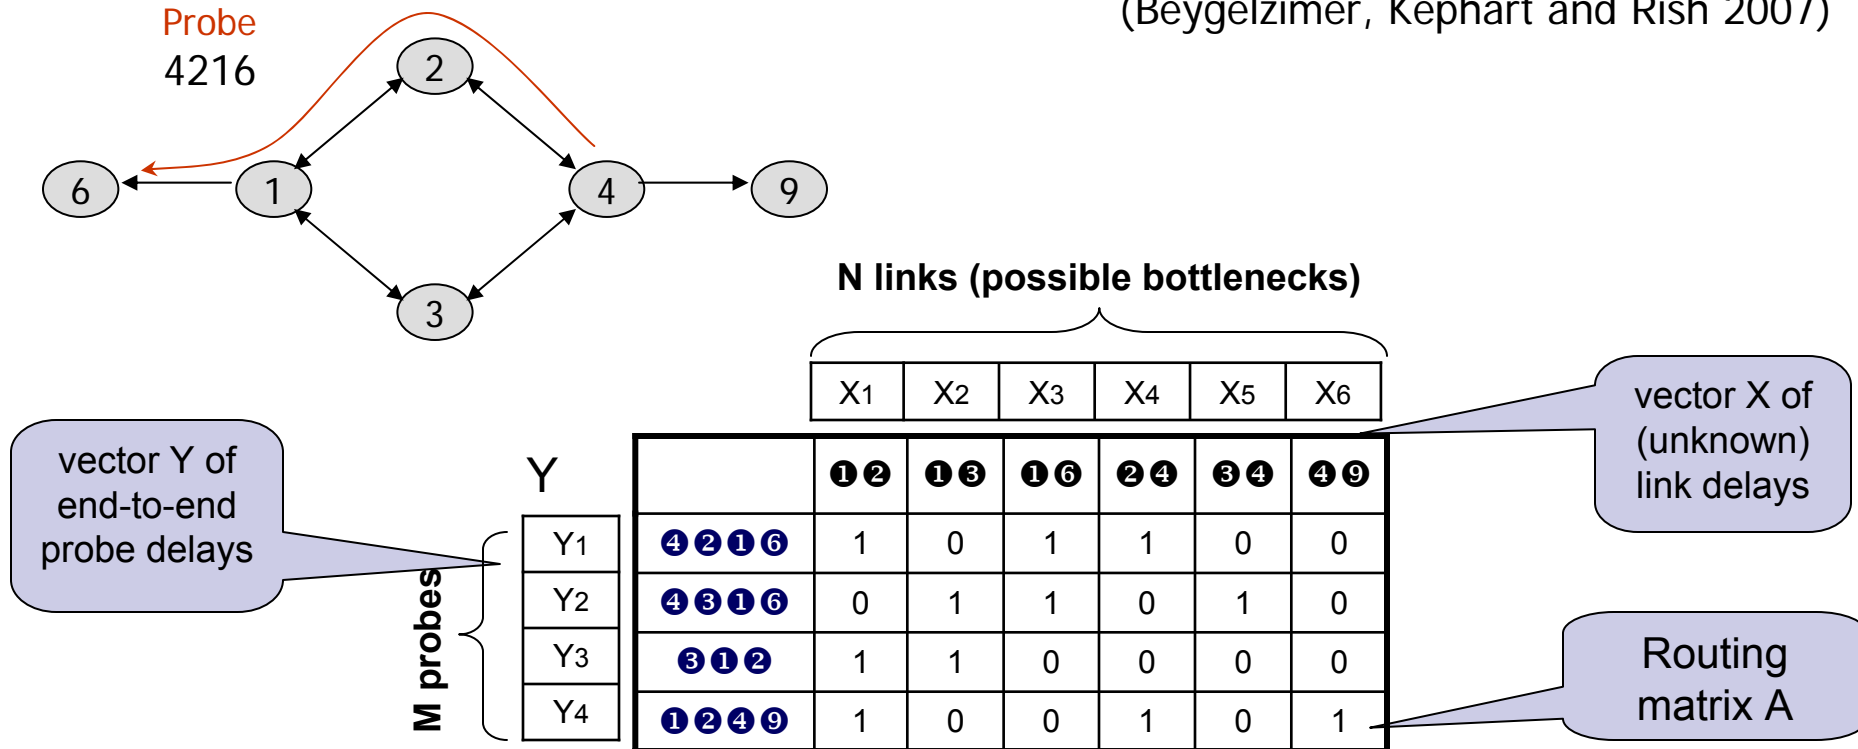 (Beygelzimer, Kephart and Rish 2007)
Probe
4216
2
6 1 4 9
3
N links (possible bottlenecks)
X1 X2 X3 X4 X5 X6
vector X of
(unknown)
link delays
vector Y of
end-to-end
probe delays
Y
M probes
❶❷ ❶❸ ❶❻ ❷❹ ❸❹ ❹❾
Y1 ❹❷❶❻ 1 0 1 1 0 0
Y2 ❹❸❶❻ 0 1 1 0 1 0
Y3 ❸❶❷ 1 1 0 0 0 0
Y4 ❶❷❹❾ 1 0 0 1 0 1
Routing
matrix A